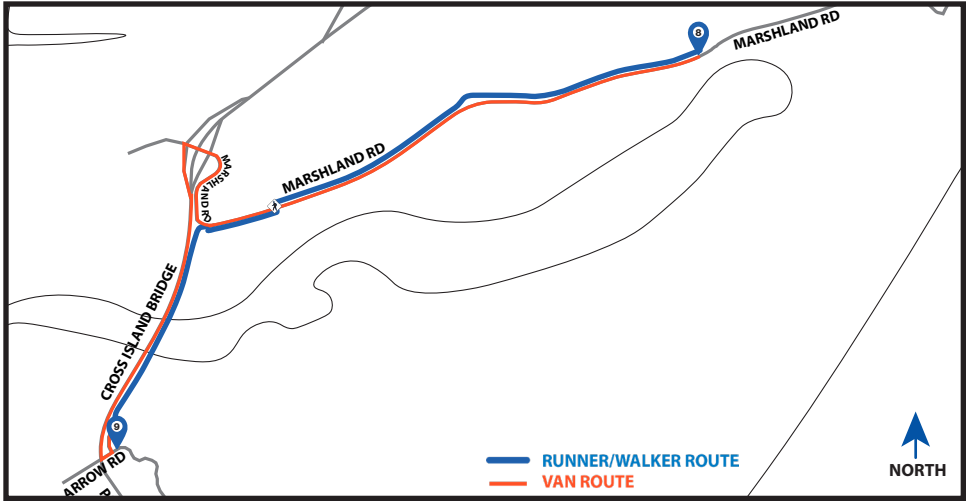 8
MARSHLAND RD
MARSHLAND RD
MARSHLAND RD
CROSS ISLAND BRIDGE
9
ARROW RD
RUNNER/WALKER ROUTE
VAN ROUTE
NORTH